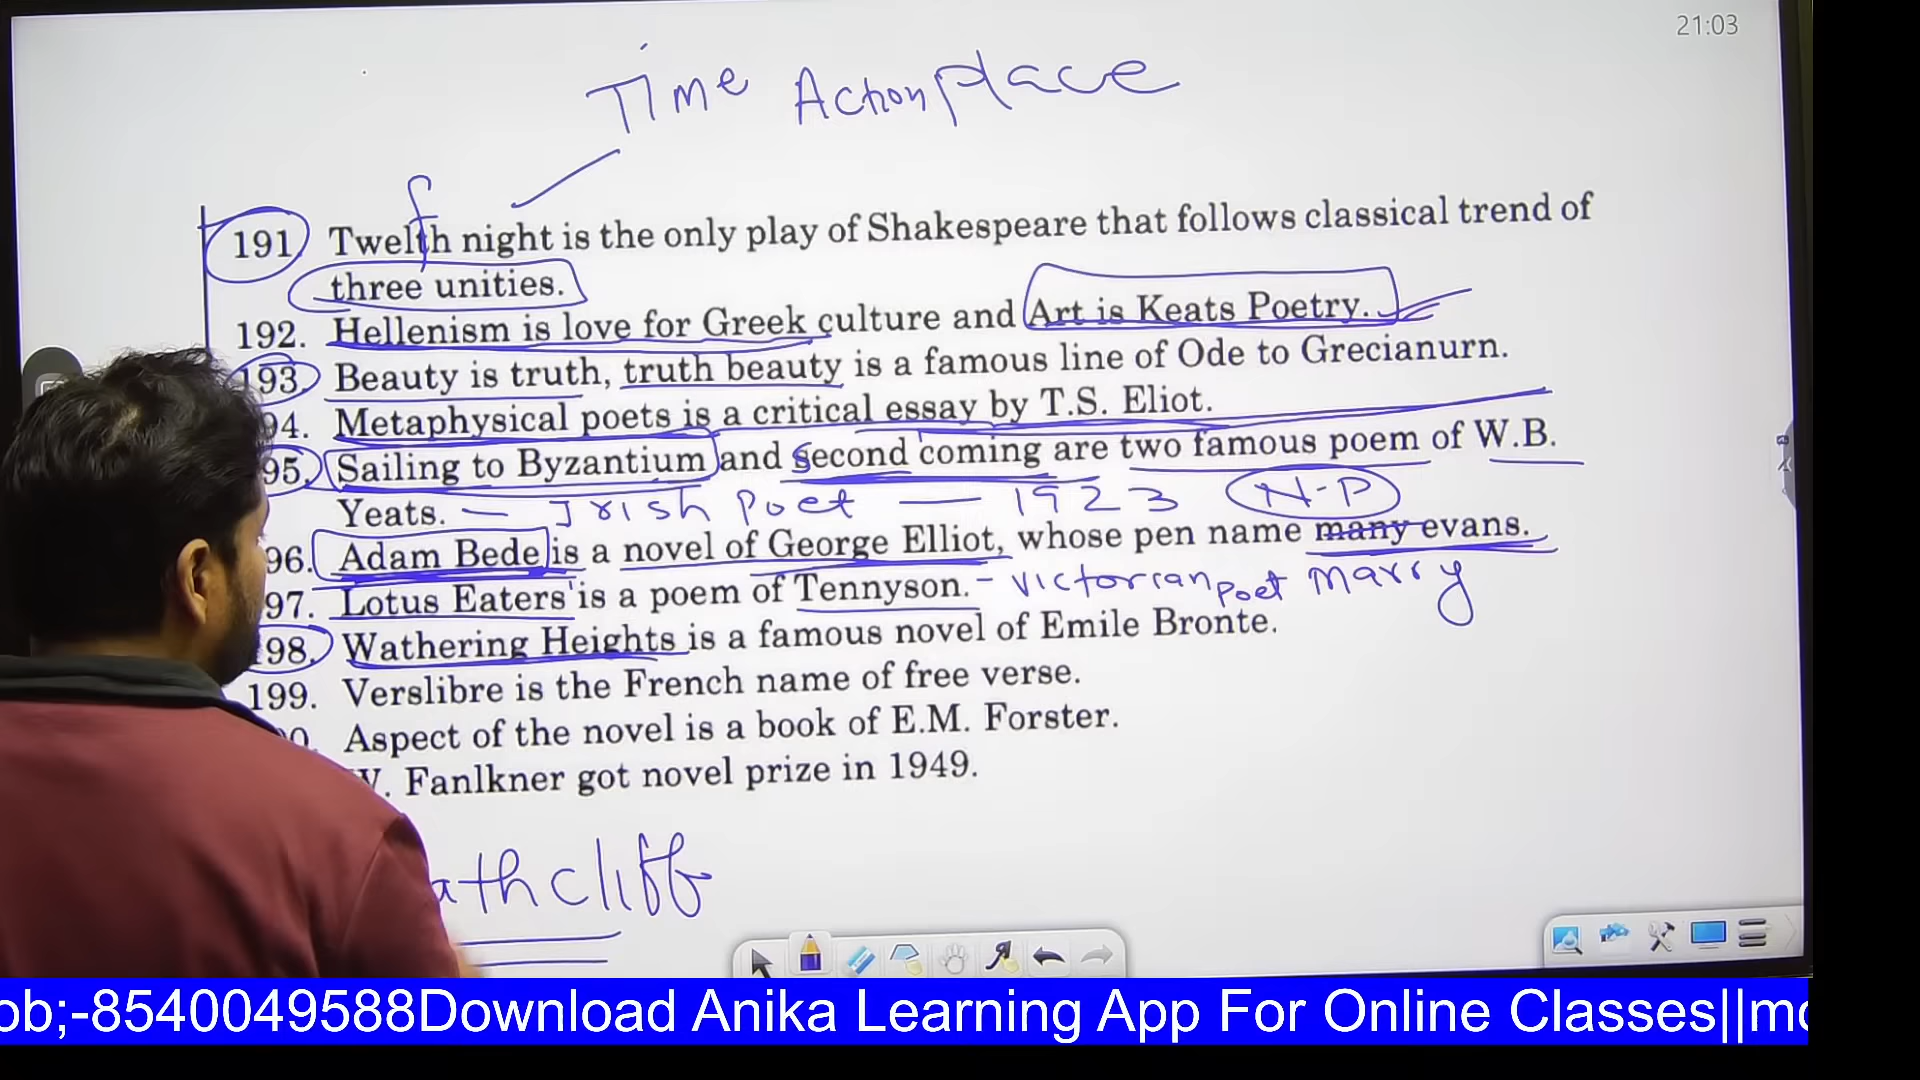 21:03
Time Action place
f
191. Twelth night is the only play of Shakespeare that follows classical trend of
three unities.
192. Hellenism is love for Greek culture and Art is Keats Poetry.
193. Beauty is truth, truth beauty is a famous line of Ode to Grecianurn.
94. Metaphysical poets is a critical essay by T.S. Eliot.
95. Sailing to Byzantium and second coming are two famous poem of W.B.
Yeats. — Irish Poet — 1923 N-P
96. Adam Bede is a novel of George Elliot, whose pen name many evans.
97. Lotus Eaters is a poem of Tennyson. - Victorian poet Marry
198. Wathering Heights is a famous novel of Emile Bronte.
199. Verslibre is the French name of free verse.
Aspect of the novel is a book of E.M. Forster.
W. Fanlkner got novel prize in 1949.
athcliff
ob;-8540049588Download Anika Learning App For Online Classes||mo